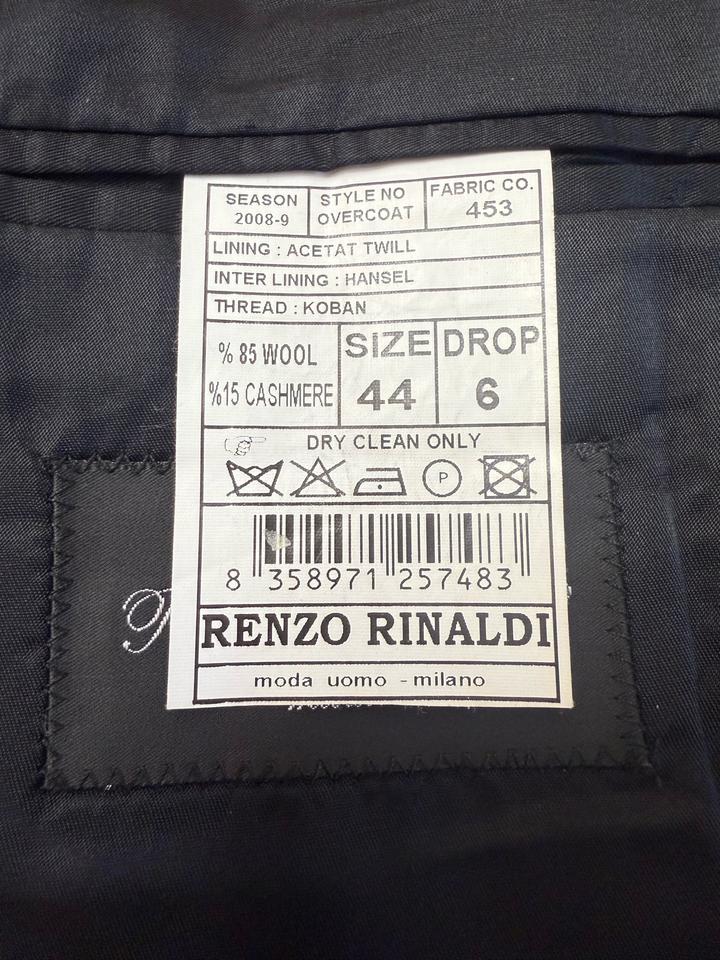 SEASON
2008-9
STYLE NO
OVERCOAT
FABRIC CO.
453
LINING : ACETAT TWILL
INTER LINING : HANSEL
THREAD : KOBAN
% 85 WOOL
%15 CASHMERE
SIZE
44
DROP
6
DRY CLEAN ONLY
P
8 358971 257483
RENZO RINALDI
moda uomo - milano